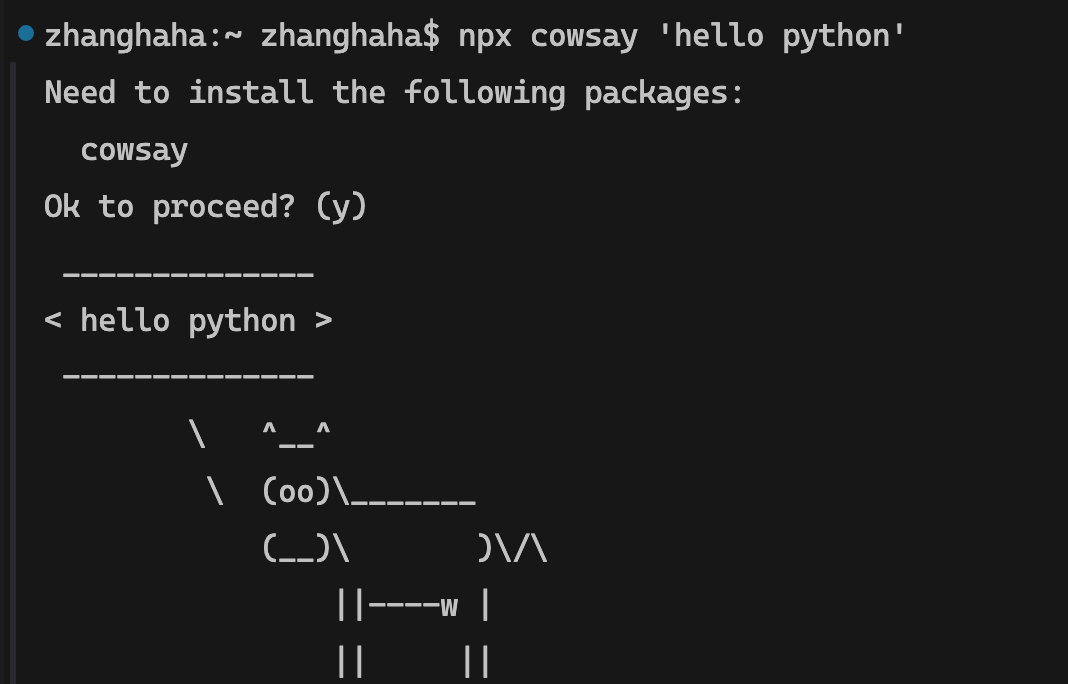 zhanghaha:~ zhanghaha$ npx cowsay 'hello python'
Need to install the following packages:
  cowsay
Ok to proceed? (y)
 ______________
< hello python >
 --------------
        \   ^__^
         \  (oo)\_______
            (__)\       )\/\
                ||----w |
                ||     ||